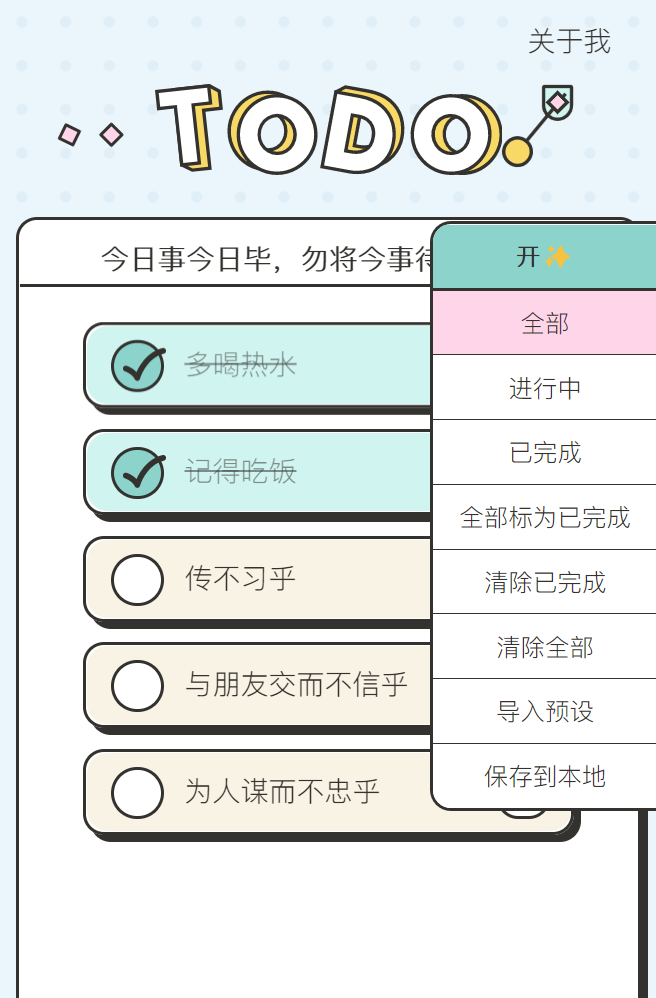 关于我
TODO
今日事今日毕，勿将今事待
开✨
全部
进行中
已完成
全部标为已完成
清除已完成
清除全部
导入预设
保存到本地
多喝热水
记得吃饭
传不习乎
与朋友交而不信乎
为人谋而不忠乎